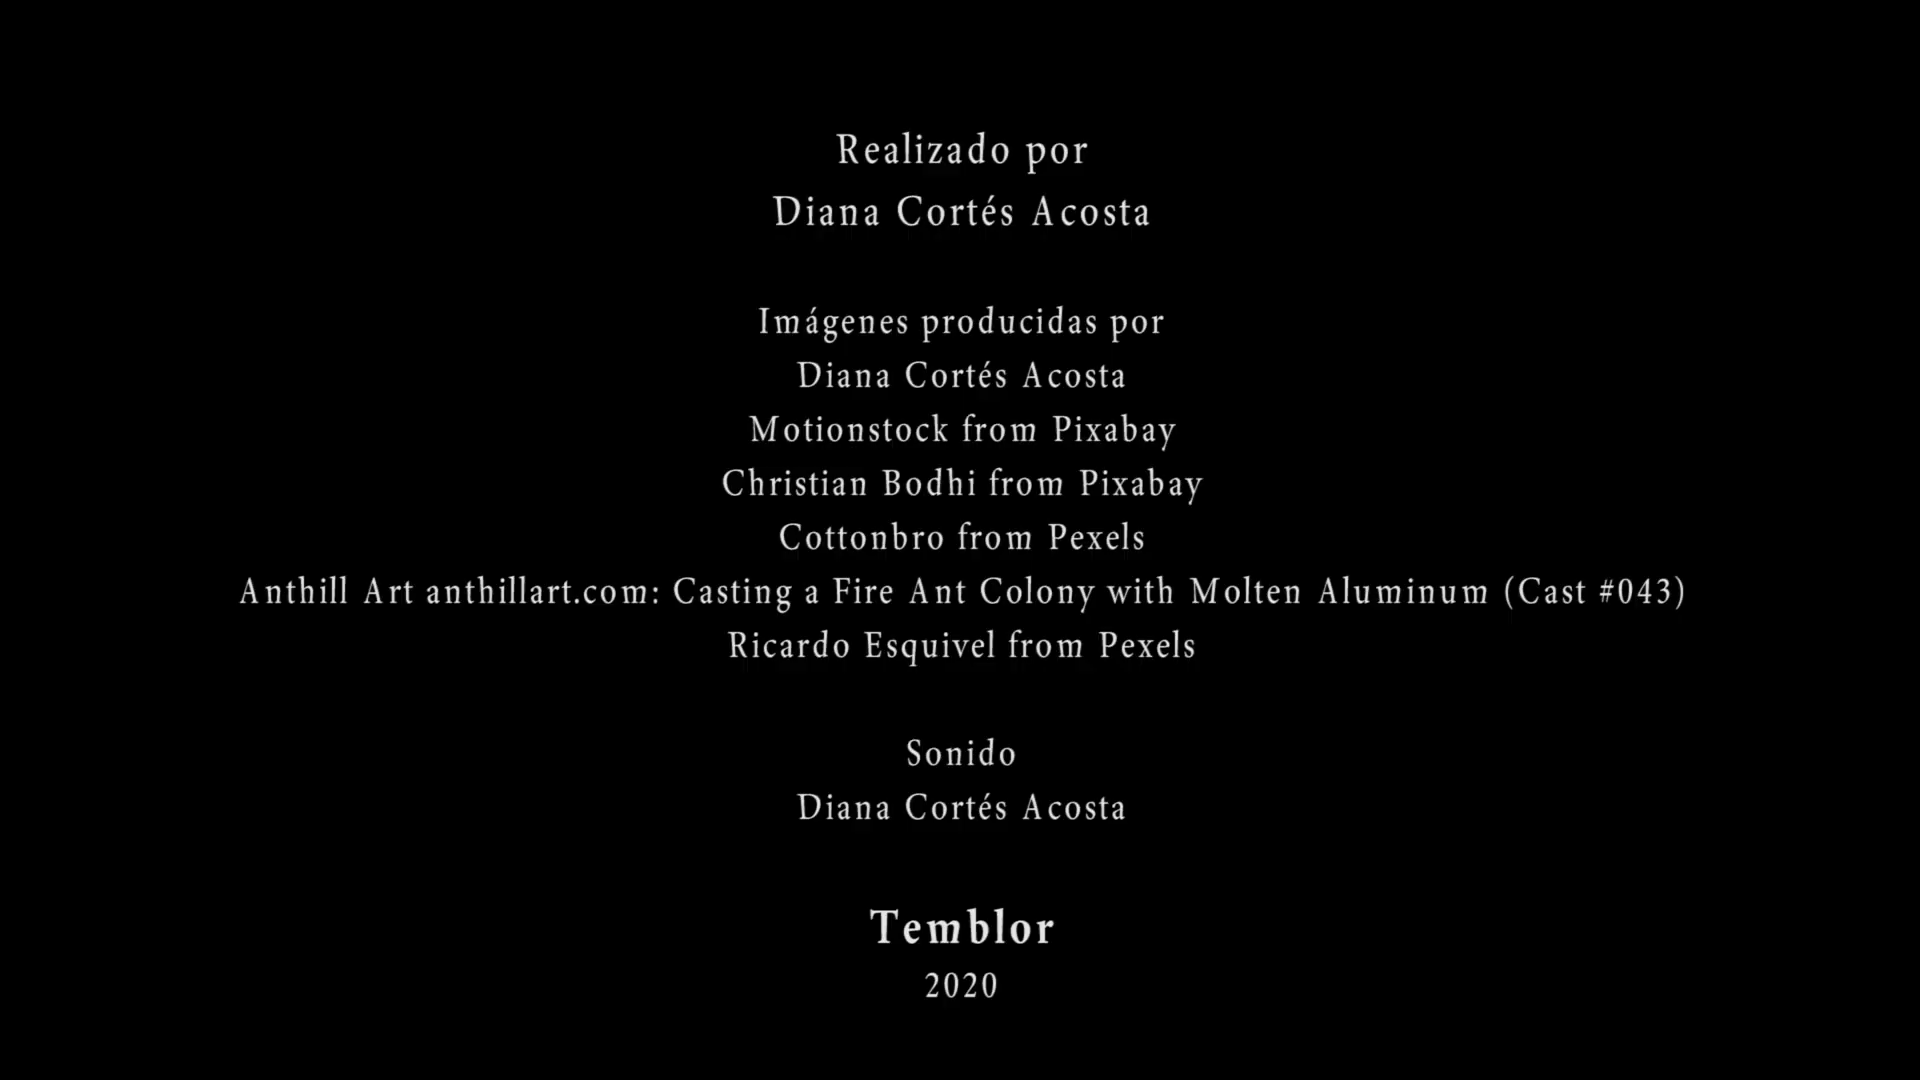 Realizado por
Diana Cortés Acosta
Imágenes producidas por
Diana Cortés Acosta
Motionstock from Pixabay
Christian Bodhi from Pixabay
Cottonbro from Pexels
Anthill Art anthillart.com: Casting a Fire Ant Colony with Molten Aluminum (Cast #043)
Ricardo Esquivel from Pexels
Sonido
Diana Cortés Acosta
Temblor
2020